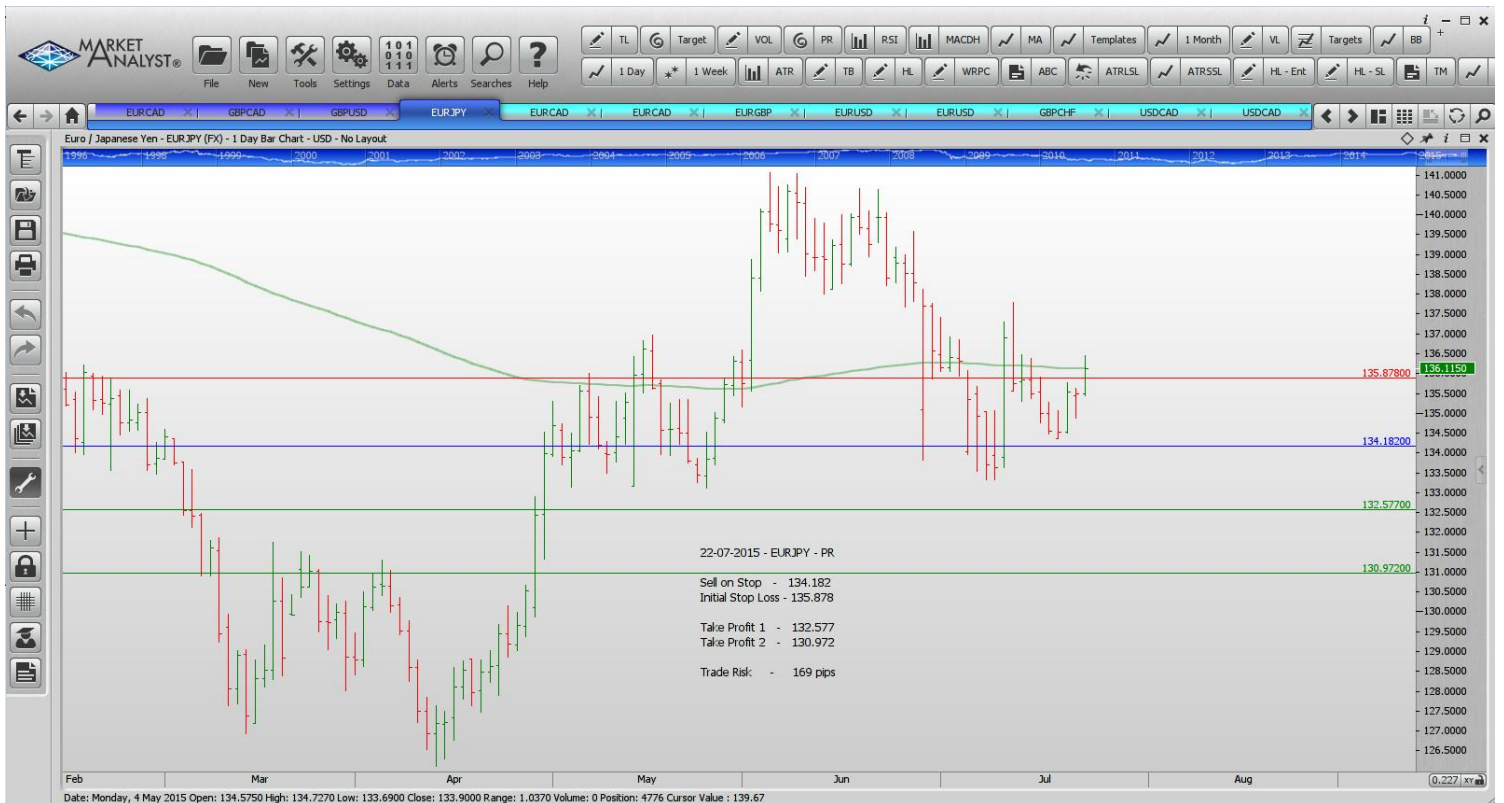 i
MARKET ANALYST®
File New Tools Settings Data Alerts Searches Help
TL Target VOL PR RSI MACDH MA Templates 1 Month VL Targets BB +
1 Day 1 Week ATR TB HL WRPC ABC ATRLSL ATRSSL HL - Ent HL - SL TM
EURCAD GBPCAD GBPUSD EURJPY EURCAD EURCAD EURGBP EURUSD EURUSD GBPCHF USDCAD USDCAD
Euro / Japanese Yen - EURJPY (FX) - 1 Day Bar Chart - USD - No Layout
1996 1998 1999 2000 2001 2002 2003 2004 2005 2006 2007 2008 2009 2010 2011 2012 2013 2014 2015
141.0000
140.5000
140.0000
139.5000
139.0000
138.5000
138.0000
137.5000
137.0000
136.5000
136.1150
135.87800
135.5000
135.0000
134.5000
134.18200
134.0000
133.5000
133.0000
132.57700
132.5000
132.0000
131.5000
130.97200
131.0000
130.5000
130.0000
129.5000
129.0000
128.5000
128.0000
127.5000
127.0000
126.5000
22-07-2015 - EURJPY - PR
Sell on Stop - 134.182
Initial Stop Loss - 135.878
Take Profit 1 - 132.577
Take Profit 2 - 130.972
Trade Risk - 169 pips
Feb Mar Apr May Jun Jul Aug
0.227 XY
Date: Monday, 4 May 2015 Open: 134.5750 High: 134.7270 Low: 133.6900 Close: 133.9000 Range: 1.0370 Volume: 0 Position: 4776 Cursor Value : 139.67